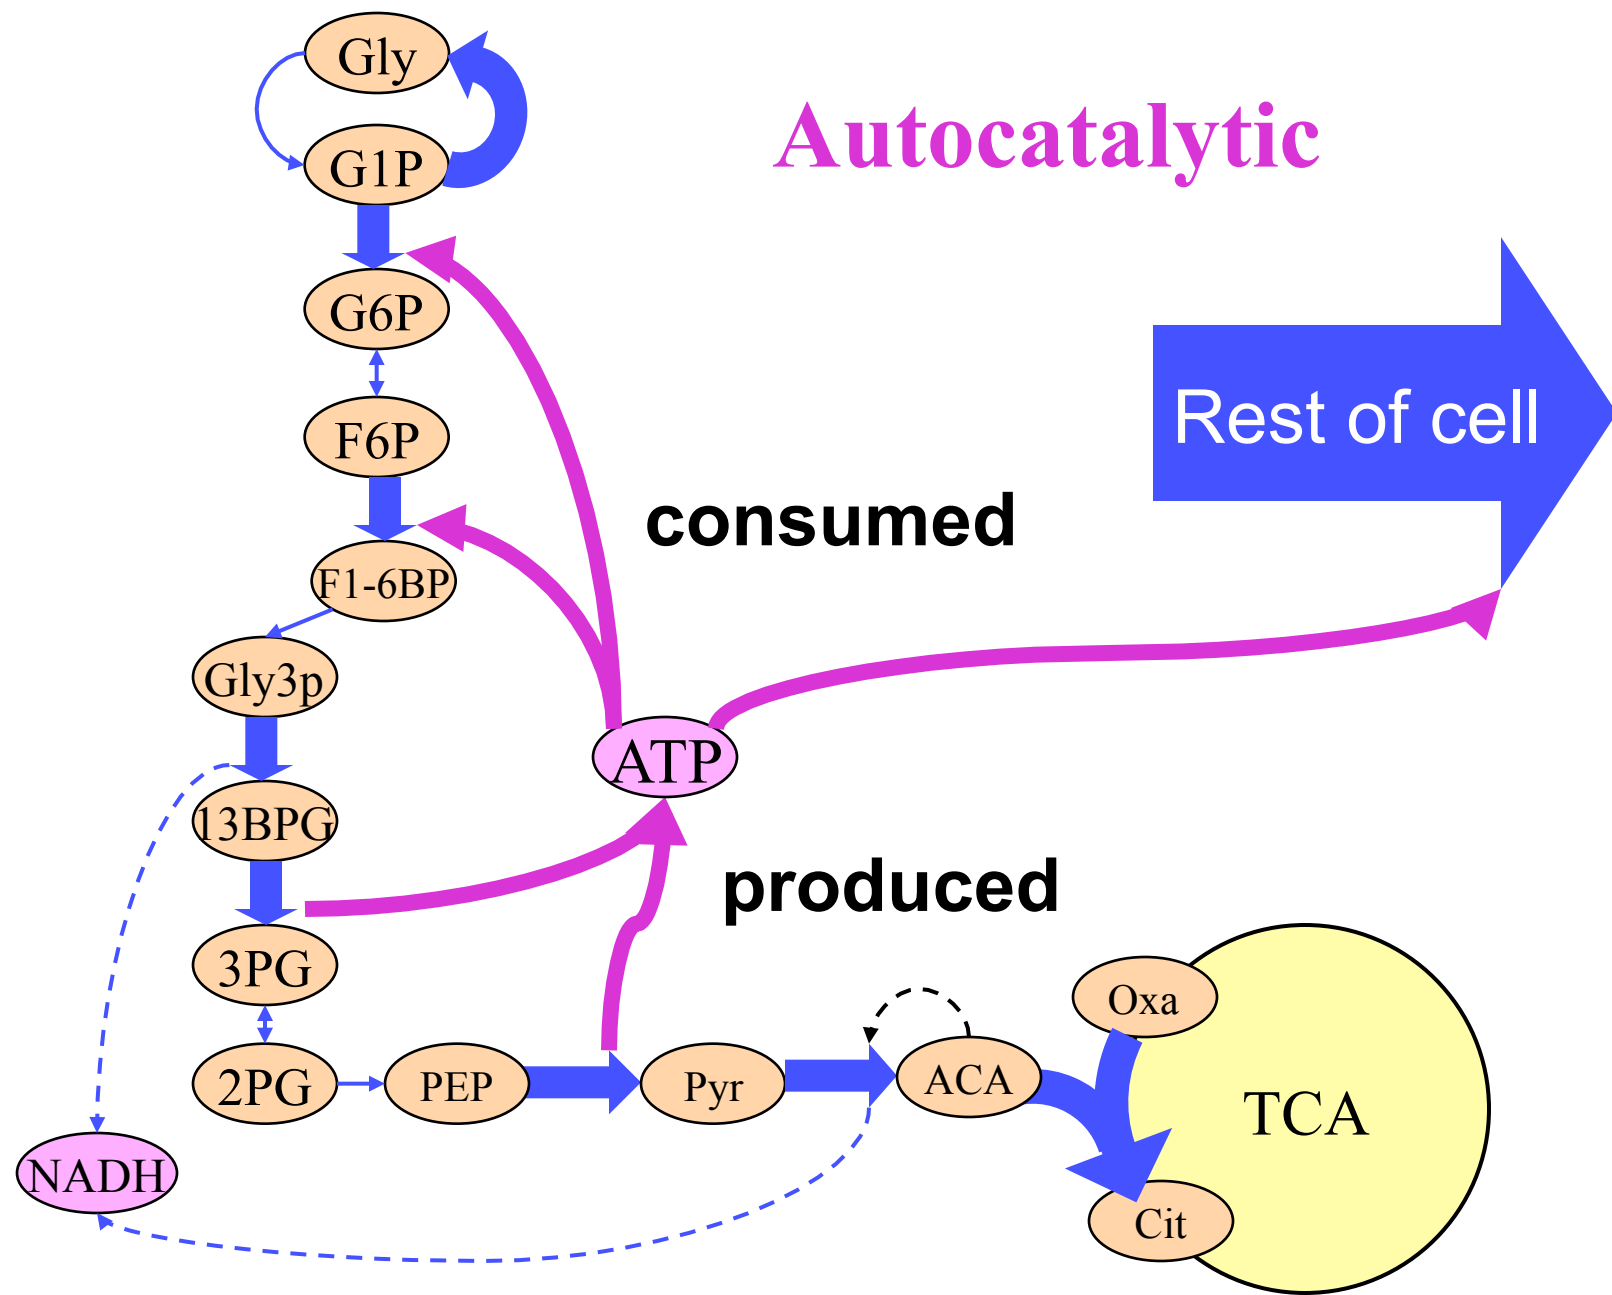 Gly
Autocatalytic
G1P
G6P
Rest of cell
F6P
consumed
F1-6BP
Gly3p
ATP
13BPG
produced
3PG
Oxa
2PG
PEP
Pyr
ACA
TCA
NADH
Cit